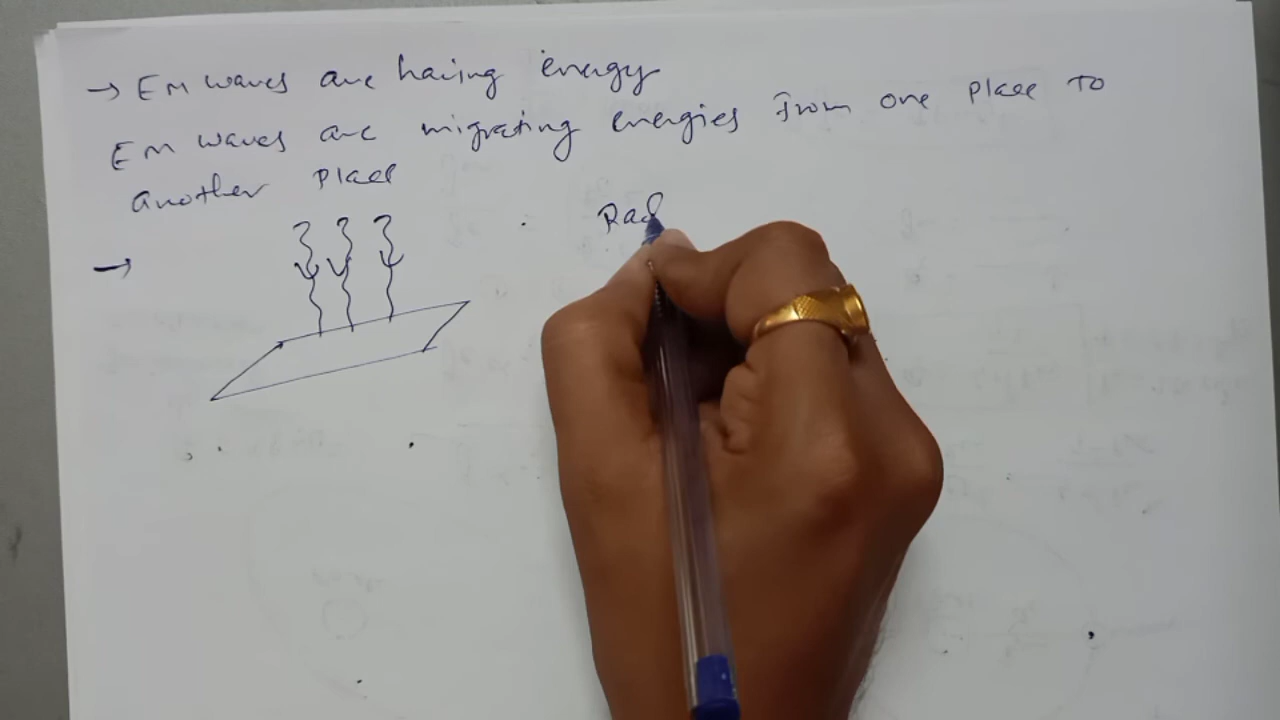 → EM waves are having energy
EM waves are migrating energies from one place to
another place
Rad
→